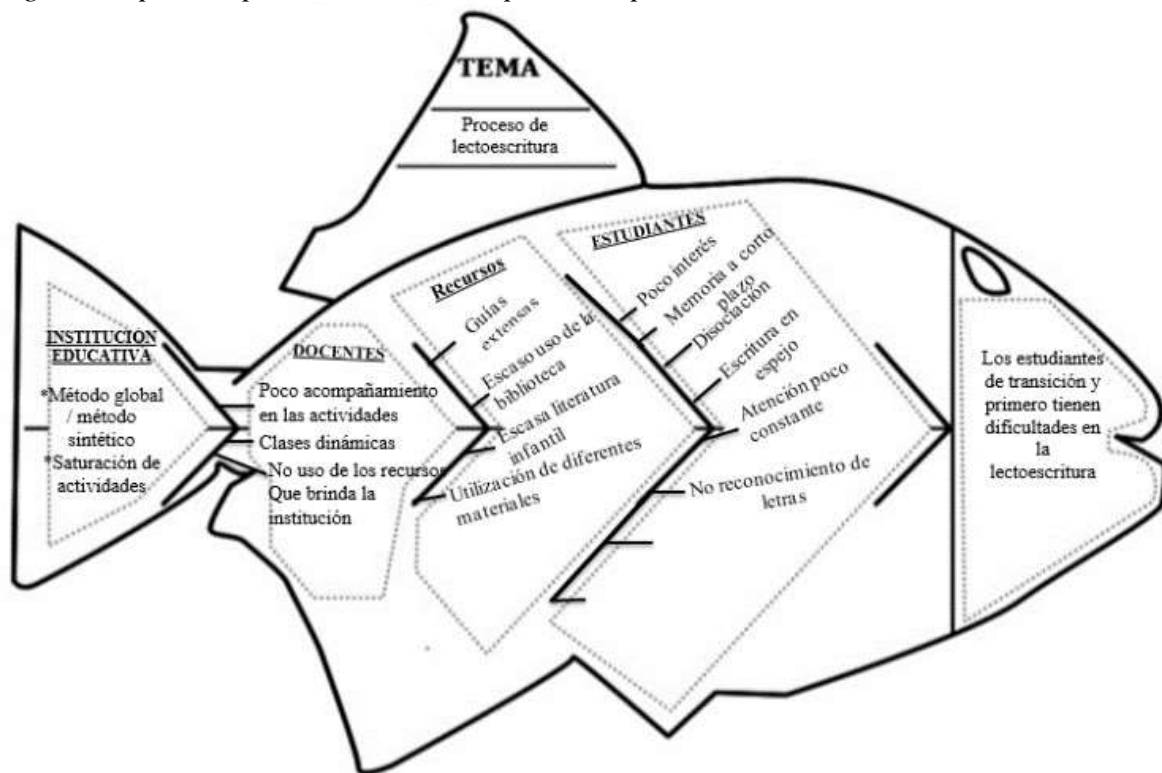 TEMA
Proceso de
lectoescritura
INSTITUCIÓN
EDUCATIVA
*Método global
/ método
sintético
*Saturación de
actividades
DOCENTES
Poco acompañamiento
en las actividades
Clases dinámicas
No uso de los recursos
Que brinda la
institución
Recursos
Guías
extensas
Escaso uso de la
biblioteca
Escasa literatura
infantil
Utilización de diferentes
materiales
ESTUDIANTES
Poco interés
Memoria a corto
plazo
Disociación
Escritura en
espejo
Atención poco
constante
No reconocimiento de
letras
Los estudiantes
de transición y
primero tienen
dificultades en
la
lectoescritura